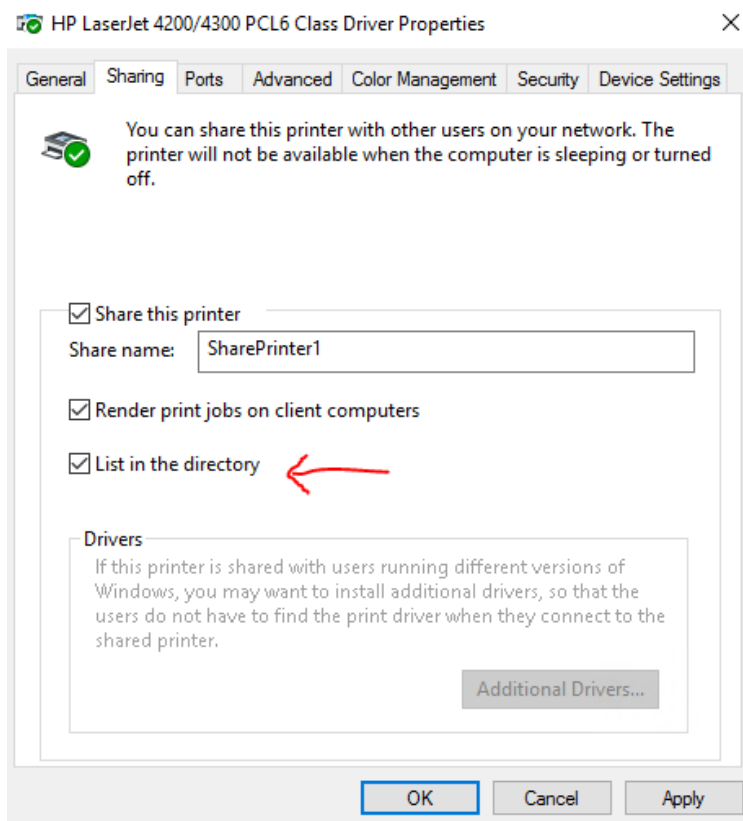 HP LaserJet 4200/4300 PCL6 Class Driver Properties
General Sharing Ports Advanced Color Management Security Device Settings
You can share this printer with other users on your network. The
printer will not be available when the computer is sleeping or turned
off.
Share this printer
Share name: SharePrinter1
Render print jobs on client computers
List in the directory
Drivers
If this printer is shared with users running different versions of
Windows, you may want to install additional drivers, so that the
users do not have to find the print driver when they connect to the
shared printer.
Additional Drivers...
OK Cancel Apply